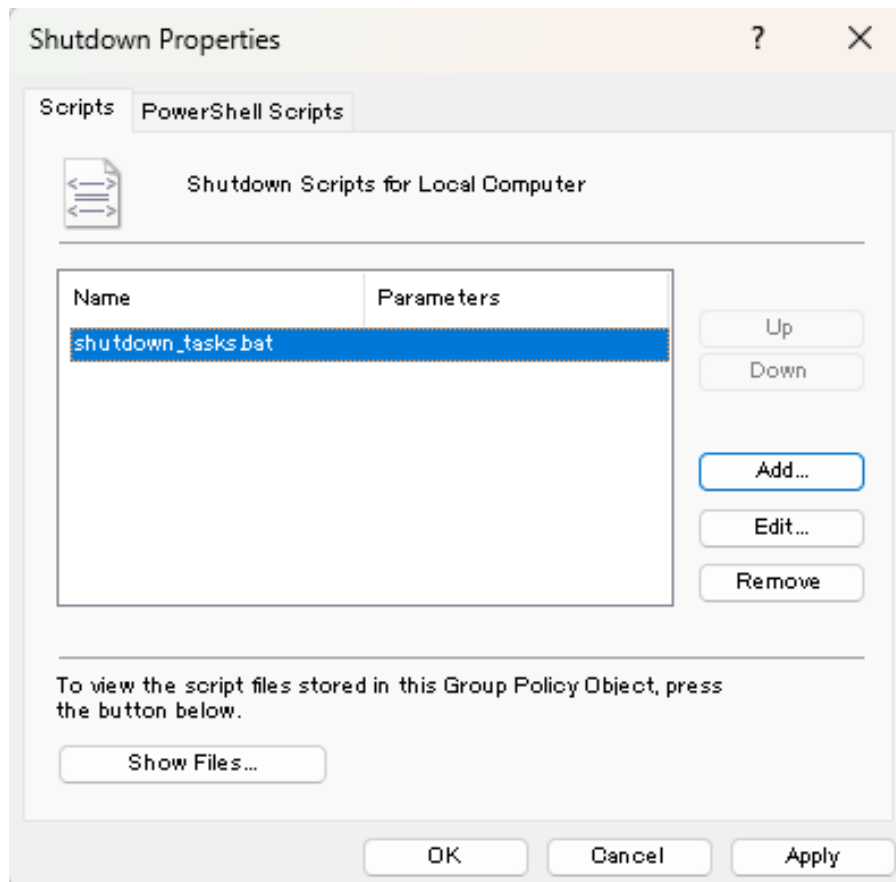 Shutdown Properties
?
Scripts
PowerShell Scripts
Shutdown Scripts for Local Computer
Name
Parameters
shutdown_tasks.bat
Up
Down
Add...
Edit...
Remove
To view the script files stored in this Group Policy Object, press
the button below.
Show Files...
OK
Cancel
Apply